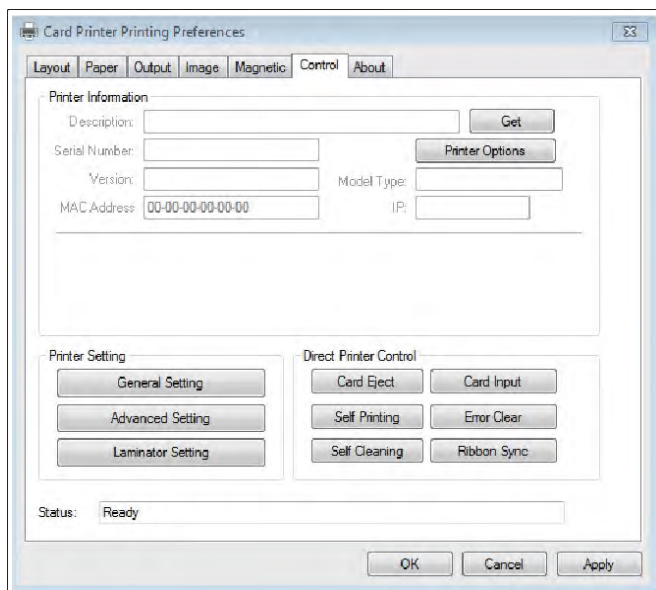 Card Printer Printing Preferences
Layout Paper Output Image Magnetic Control About
Printer Information
Description: Get
Serial Number: Printer Options
Version: Model Type:
MAC Address 00-00-00-00-00-00 IP:
Printer Setting
General Setting
Advanced Setting
Laminator Setting
Direct Printer Control
Card Eject Card Input
Self Printing Error Clear
Self Cleaning Ribbon Sync
Status: Ready
OK Cancel Apply